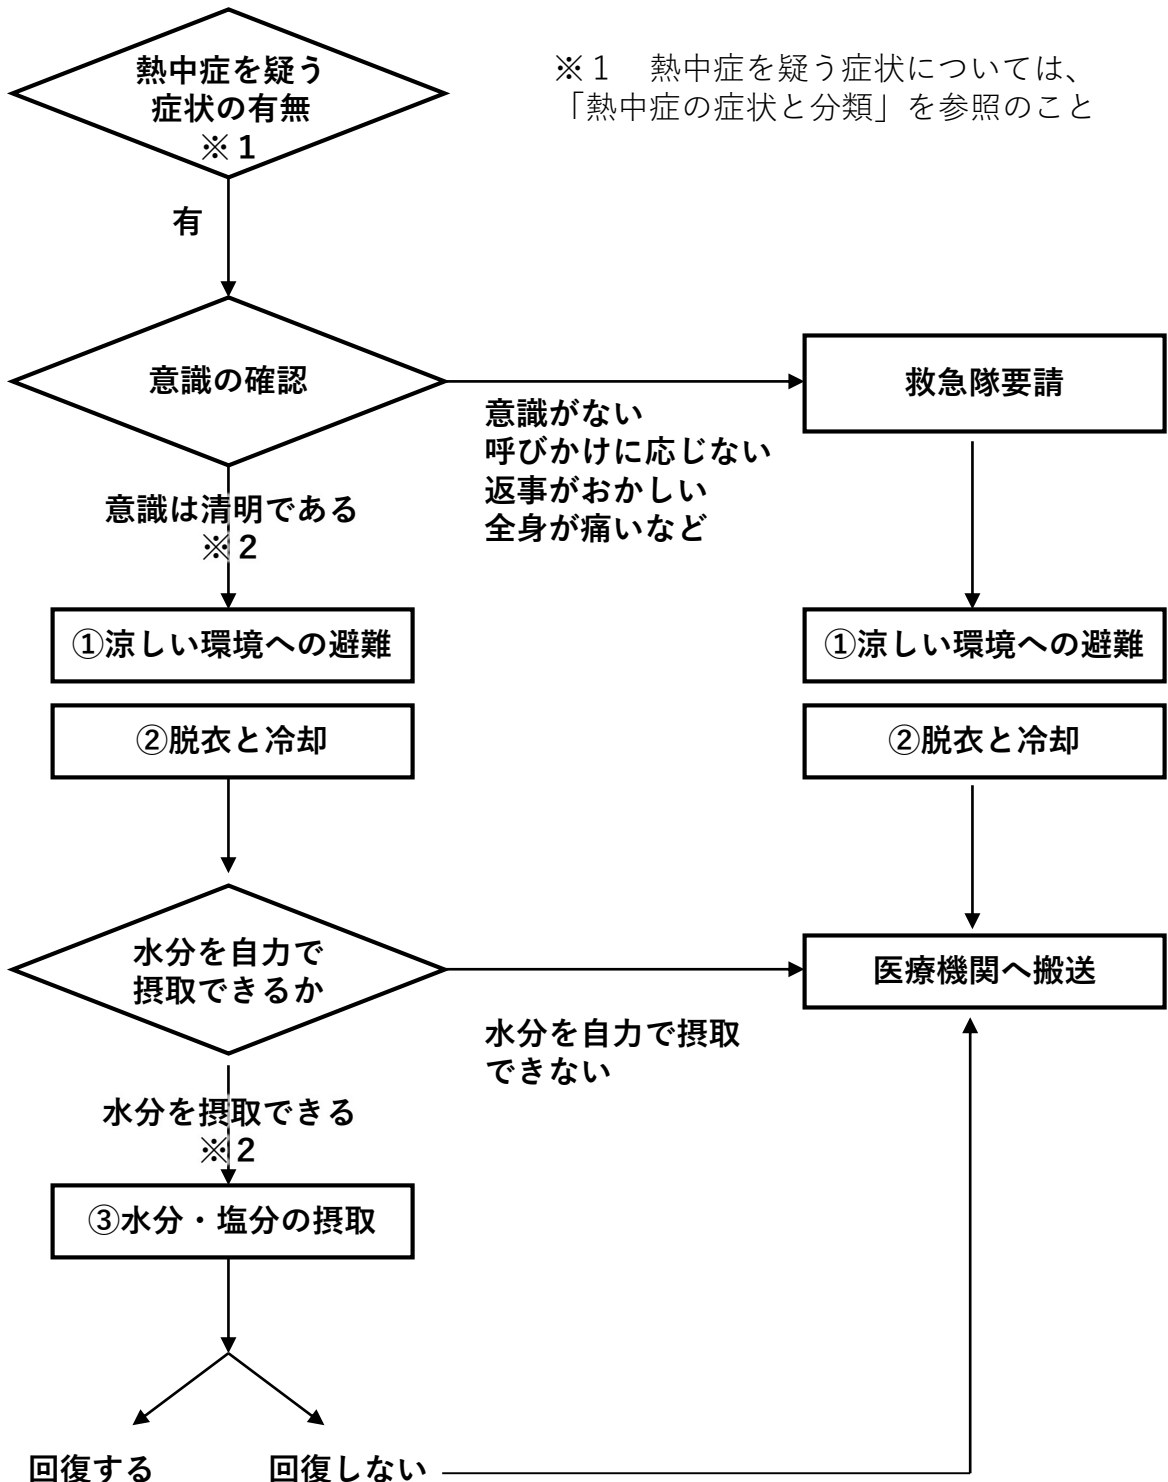 熱中症を疑う
症状の有無
※1
※1　熱中症を疑う症状については、
「熱中症の症状と分類」を参照のこと
有
意識の確認
救急隊要請
意識がない
呼びかけに応じない
返事がおかしい
全身が痛いなど
意識は清明である
※2
①涼しい環境への避難
①涼しい環境への避難
②脱衣と冷却
②脱衣と冷却
水分を自力で
摂取できるか
医療機関へ搬送
水分を自力で摂取
できない
水分を摂取できる
※2
③水分・塩分の摂取
回復する
回復しない